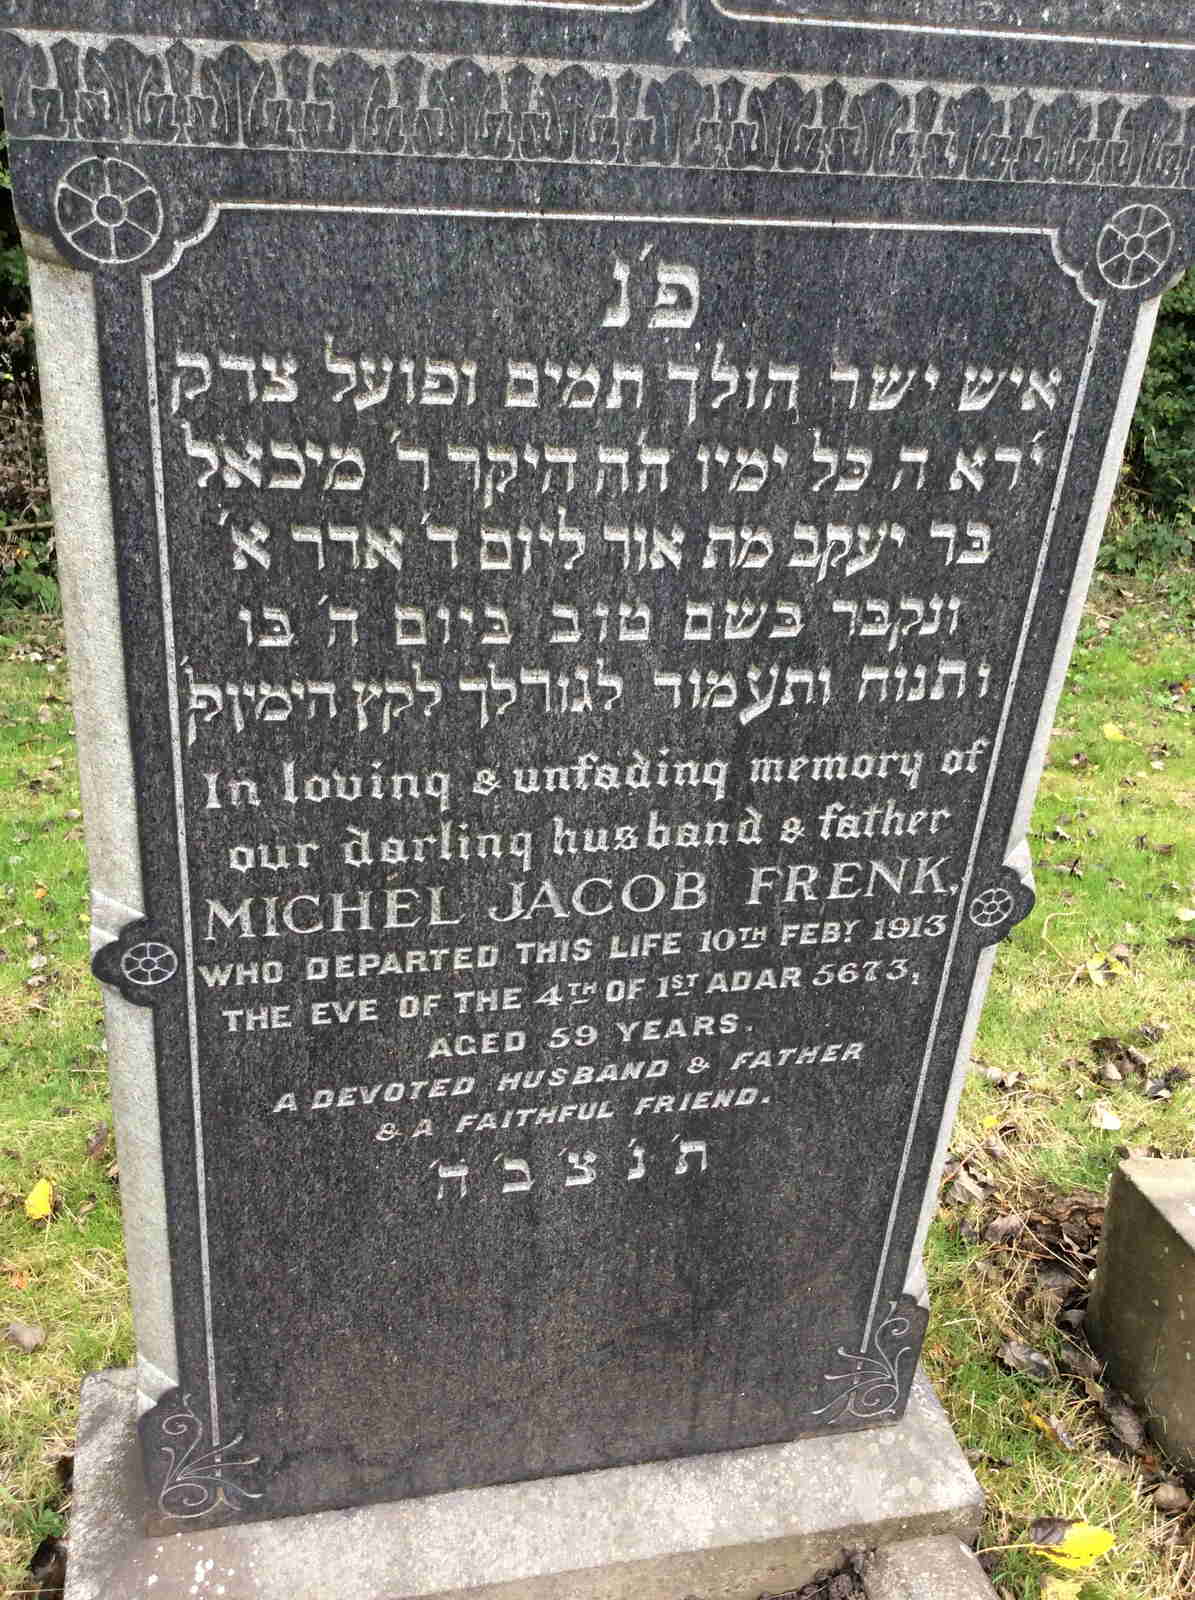 פ'נ
איש ישר הולך תמים ופועל צדק
ירא ה' כל ימיו הה היקר ר' מיכאל
בר יעקב מת אור ליום ד' אדר א'
ונקבר בשם טוב ביום ה' בו
ותנוח ותעמוד לגורלך לקץ הימין
In loving & unfading memory of
our darling husband & father
MICHEL JACOB FRENK,
WHO DEPARTED THIS LIFE 10TH FEBY. 1913
THE EVE OF THE 4TH OF 1ST ADAR 5673,
AGED 59 YEARS.
A DEVOTED HUSBAND & FATHER
& A FAITHFUL FRIEND.
ת' נ' צ' ב' ה'